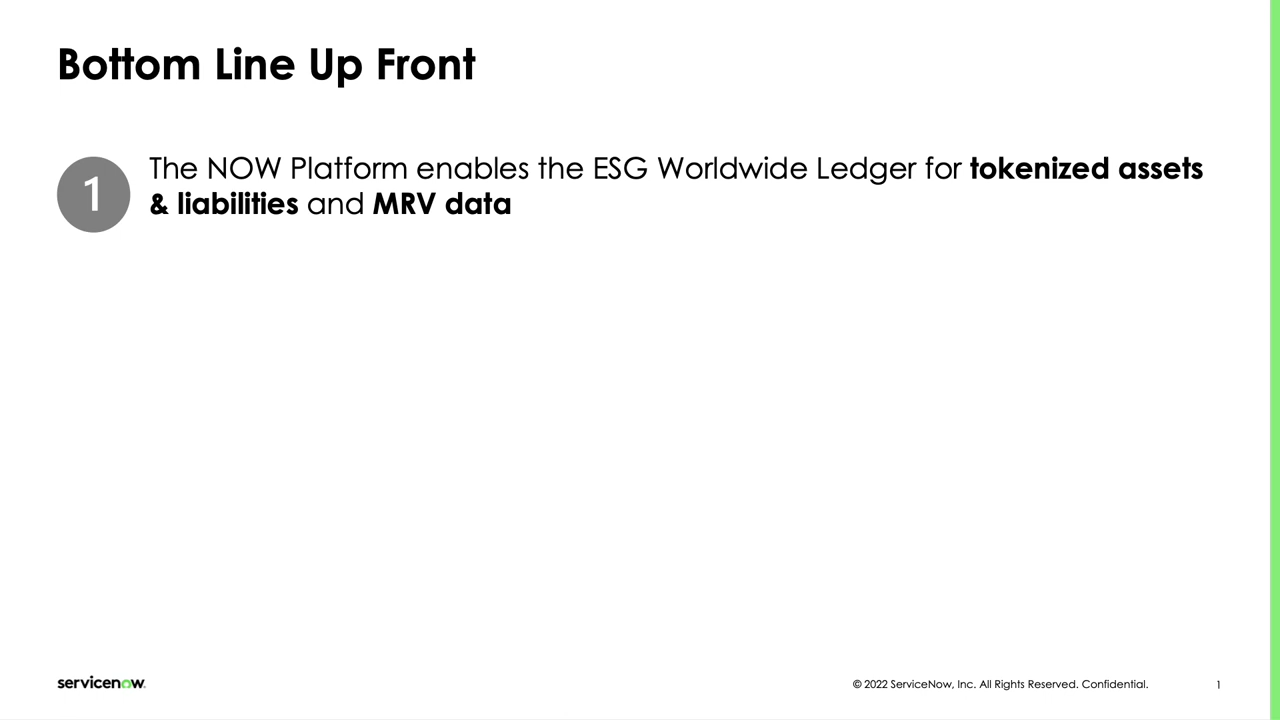 Bottom Line Up Front
1
The NOW Platform enables the ESG Worldwide Ledger for tokenized assets
& liabilities and MRV data
servicenow.
© 2022 ServiceNow, Inc. All Rights Reserved. Confidential.
1